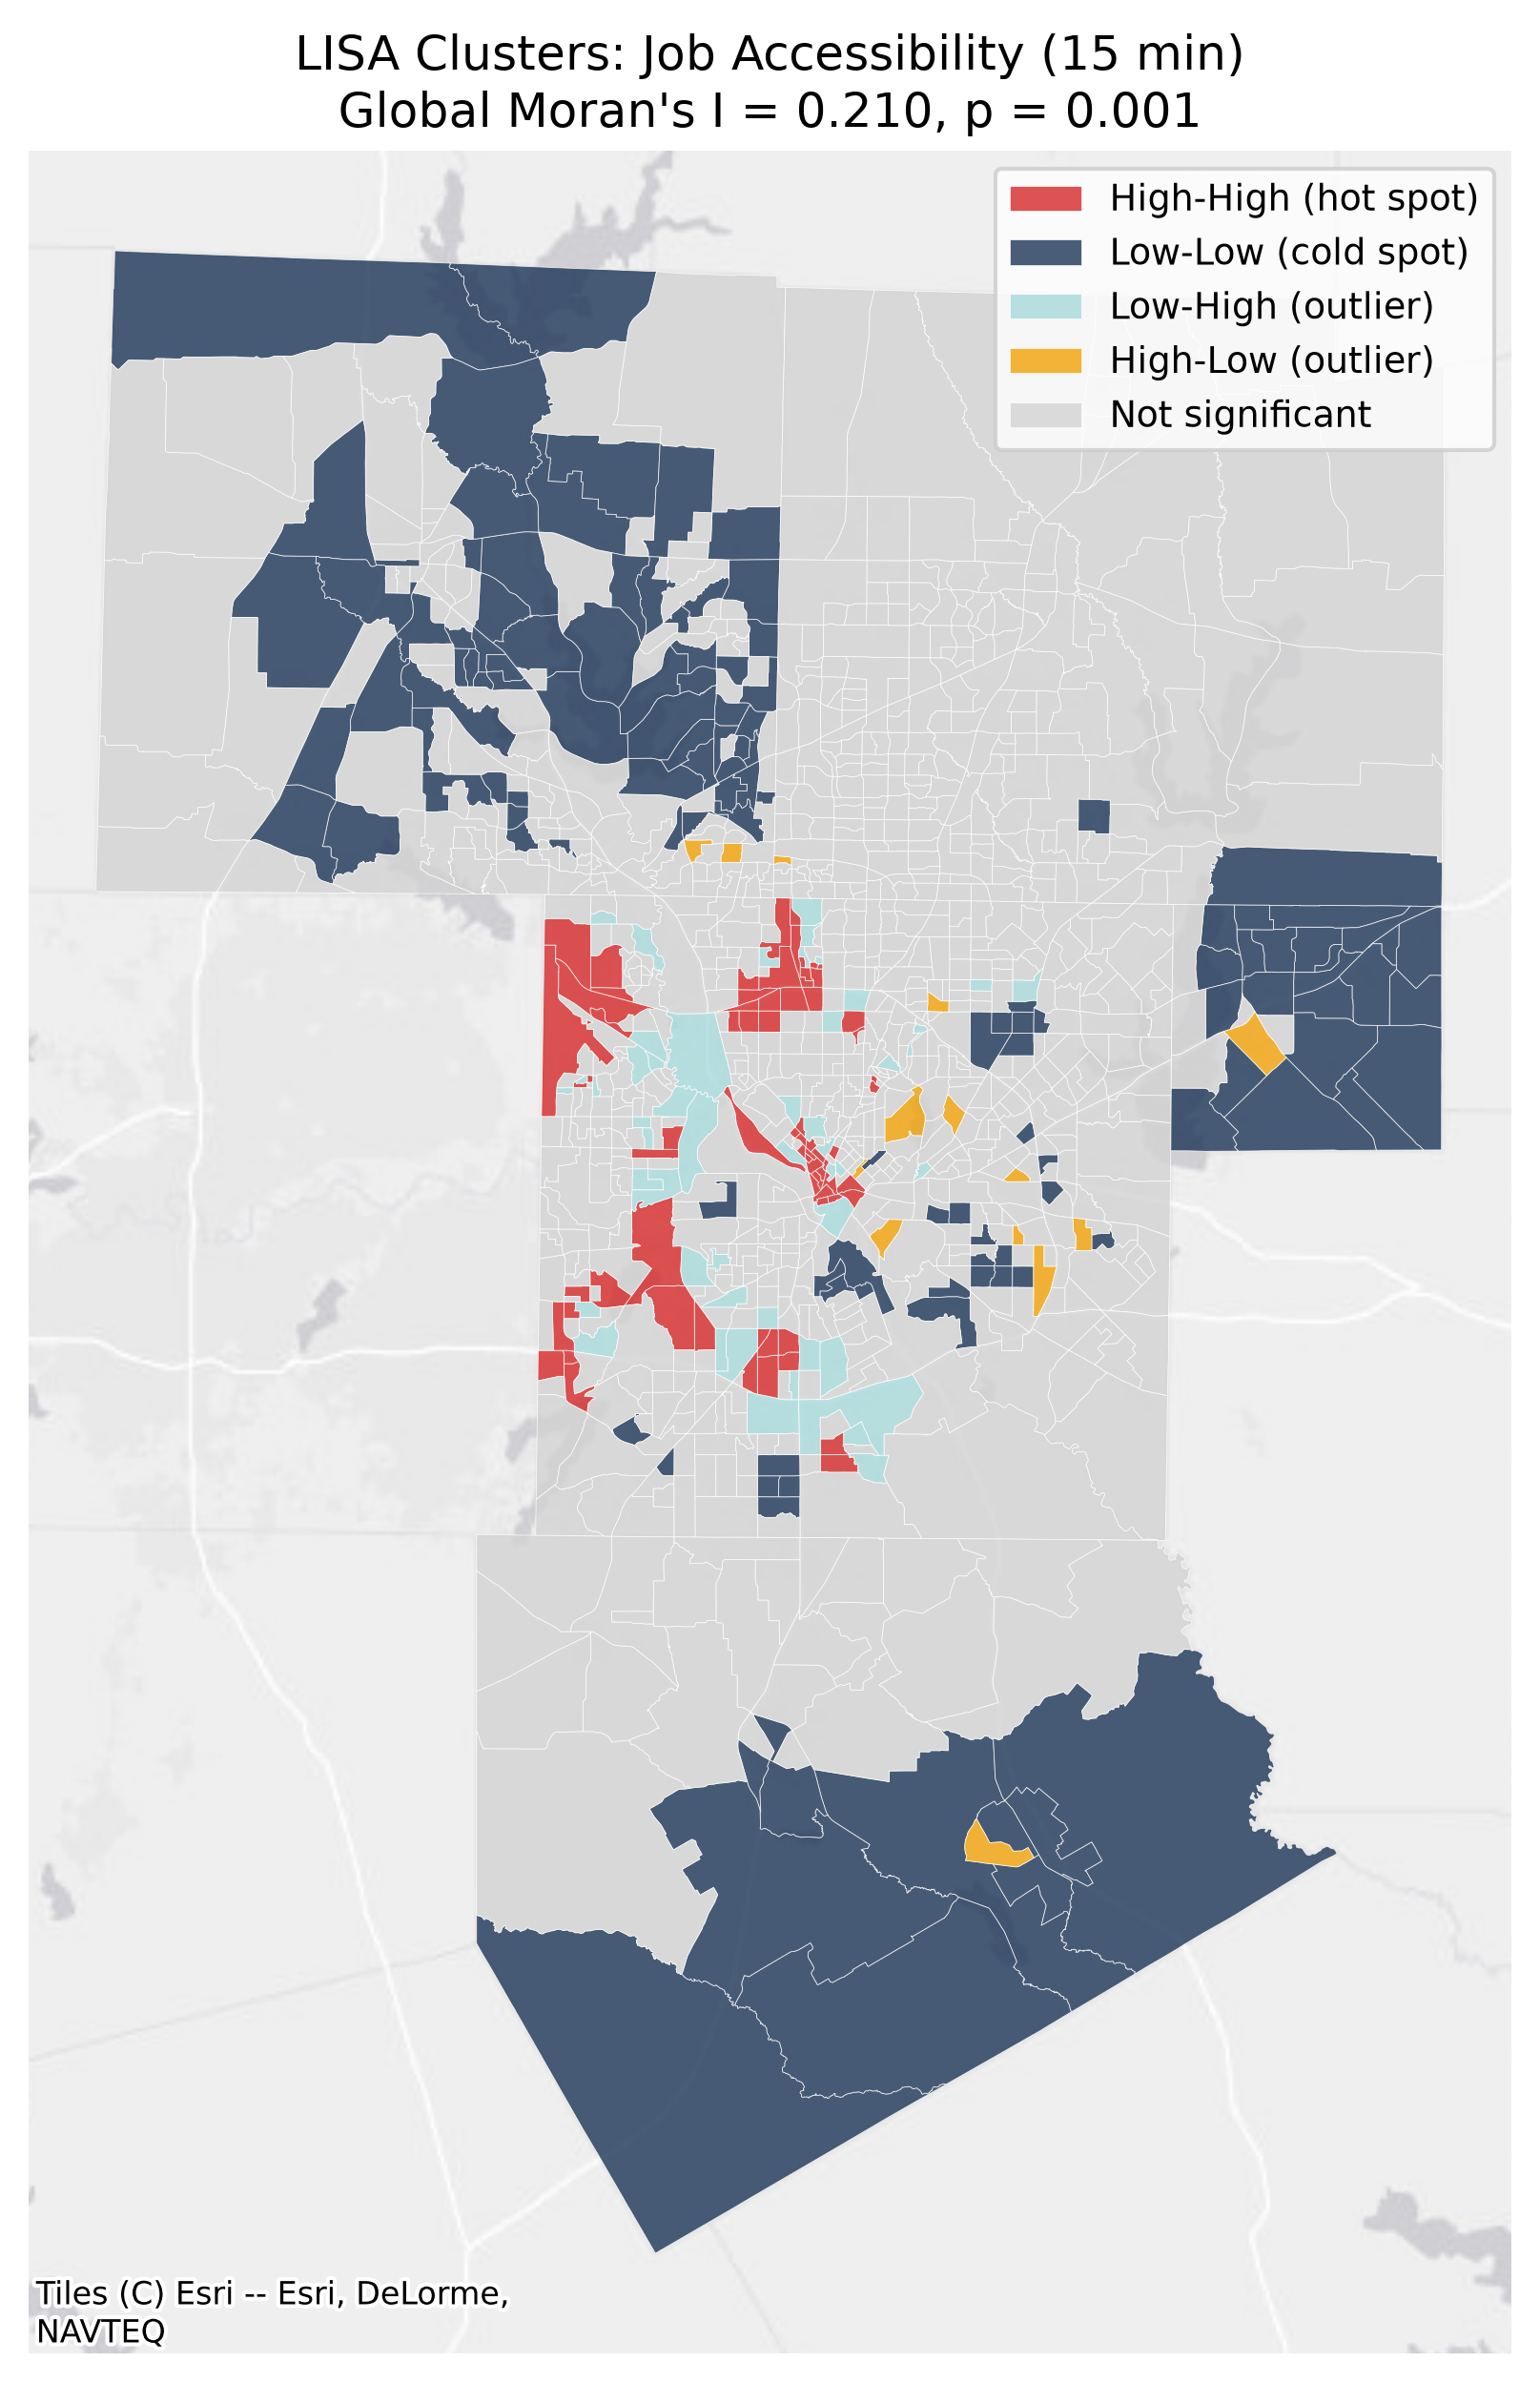 LISA Clusters: Job Accessibility (15 min)
Global Moran's I = 0.210, p = 0.001
High-High (hot spot)
Low-Low (cold spot)
Low-High (outlier)
High-Low (outlier)
Not significant
Tiles (C) Esri -- Esri, DeLorme,
NAVTEQ